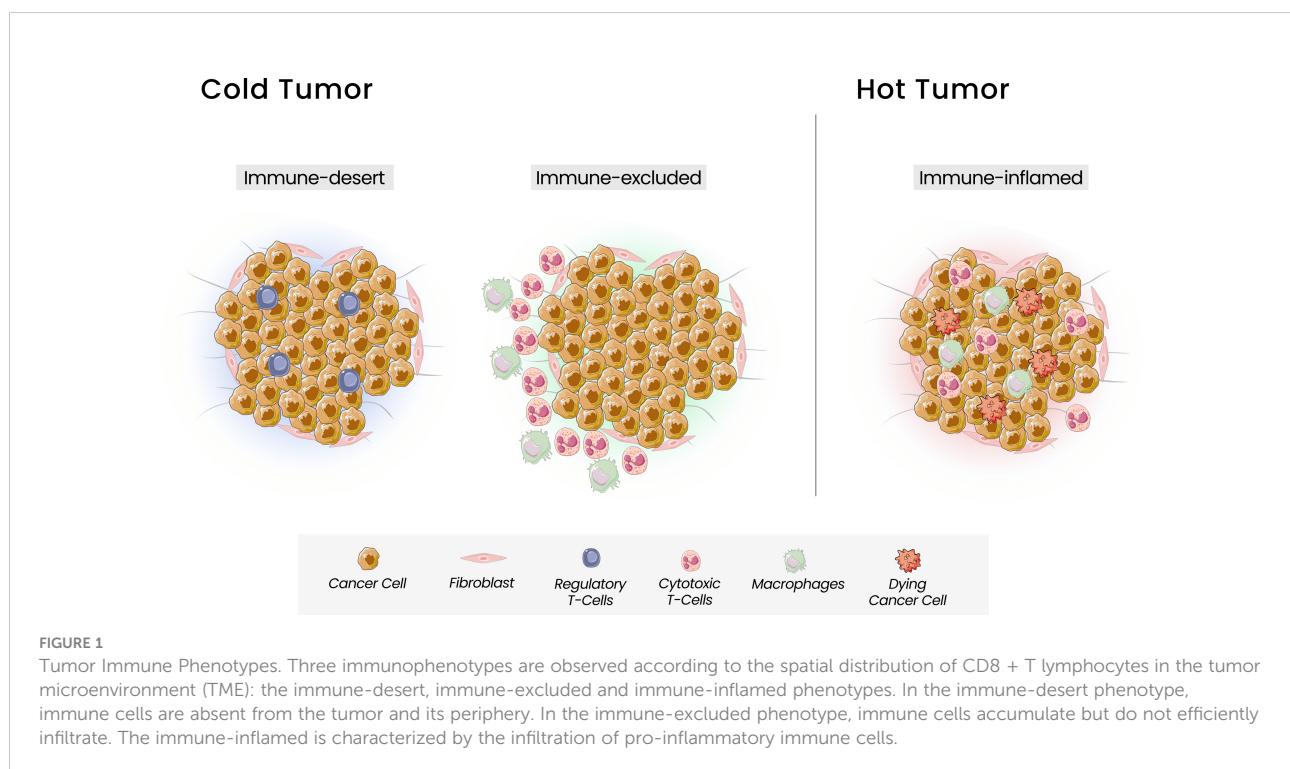 Cold Tumor
Hot Tumor
Immune-desert
Immune-excluded
Immune-inflamed
Cancer Cell
Fibroblast
Regulatory
T-Cells
Cytotoxic
T-Cells
Macrophages
Dying
Cancer Cell
FIGURE 1
Tumor Immune Phenotypes. Three immunophenotypes are observed according to the spatial distribution of CD8 + T lymphocytes in the tumor
microenvironment (TME): the immune-desert, immune-excluded and immune-inflamed phenotypes. In the immune-desert phenotype,
immune cells are absent from the tumor and its periphery. In the immune-excluded phenotype, immune cells accumulate but do not efficiently
infiltrate. The immune-inflamed is characterized by the infiltration of pro-inflammatory immune cells.